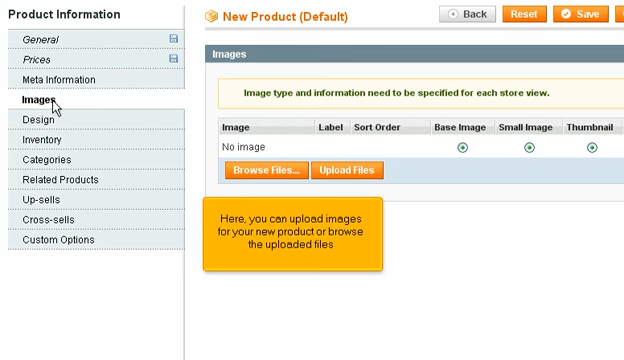 Product Information
General
Prices
Meta Information
Images
Design
Inventory
Categories
Related Products
Up-sells
Cross-sells
Custom Options
New Product (Default)
Back
Reset
Save
Images
Image type and information need to be specified for each store view.
Image Label Sort Order Base Image Small Image Thumbnail
No image
Browse Files... Upload Files
Here, you can upload images
for your new product or browse
the uploaded files